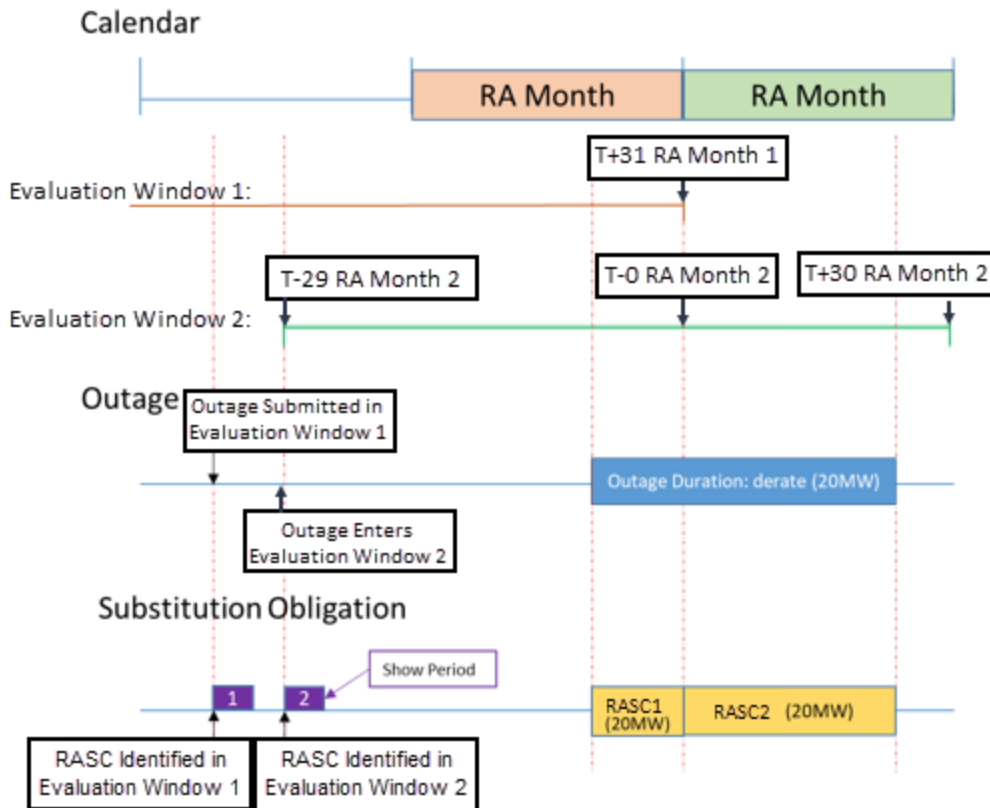 Calendar
RA Month
RA Month
T+31 RA Month 1
Evaluation Window 1:
T-29 RA Month 2
T-0 RA Month 2
T+30 RA Month 2
Evaluation Window 2:
Outage
Outage Submitted in
Evaluation Window 1
Outage Duration: derate (20MW)
Outage Enters
Evaluation Window 2
Substitution Obligation
Show Period
1
2
RASC1
(20MW)
RASC2 (20MW)
RASC Identified in
Evaluation Window 1
RASC Identified in
Evaluation Window 2